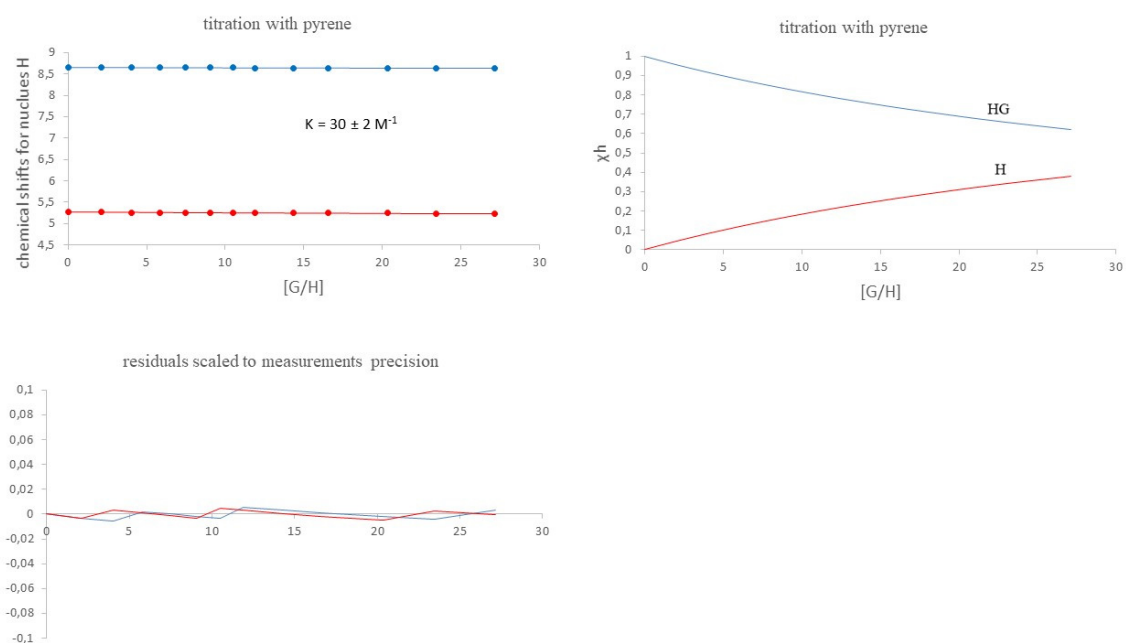 titration with pyrene
chemical shifts for nuclues H
9
8,5
8
7,5
7
6,5
6
5,5
5
4,5
K = 30 ± 2 M⁻¹
0 5 10 15 20 25 30
[G/H]
titration with pyrene
χh
1
0,9
0,8
0,7
0,6
0,5
0,4
0,3
0,2
0,1
0
HG
H
0 5 10 15 20 25 30
[G/H]
residuals scaled to measurements precision
0,1
0,08
0,06
0,04
0,02
0
-0,02
-0,04
-0,06
-0,08
-0,1
0 5 10 15 20 25 30